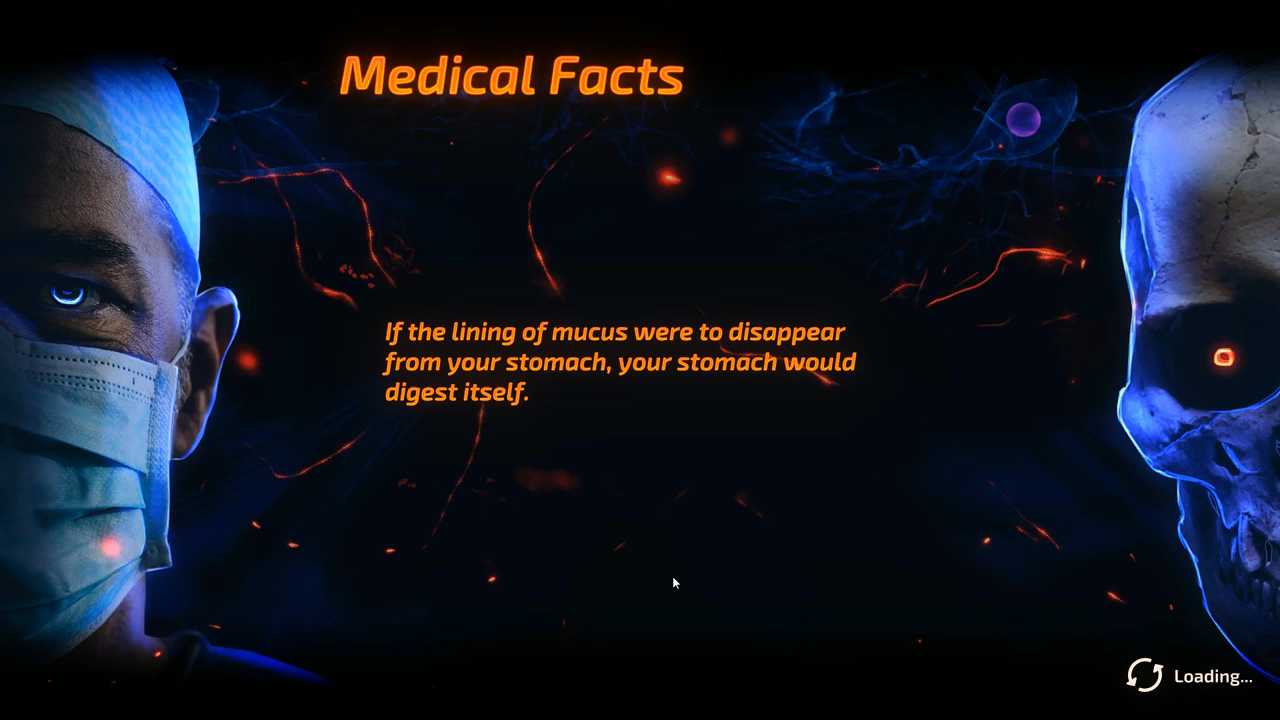 Medical Facts
If the lining of mucus were to disappear
from your stomach, your stomach would
digest itself.
Loading...